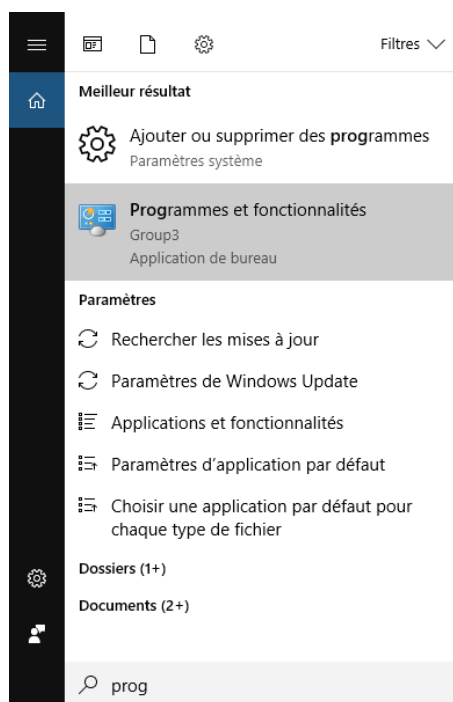 Filtres
Meilleur résultat
Ajouter ou supprimer des programmes
Paramètres système
Programmes et fonctionnalités
Group3
Application de bureau
Paramètres
Rechercher les mises à jour
Paramètres de Windows Update
Applications et fonctionnalités
Paramètres d'application par défaut
Choisir une application par défaut pour
chaque type de fichier
Dossiers (1+)
Documents (2+)
prog